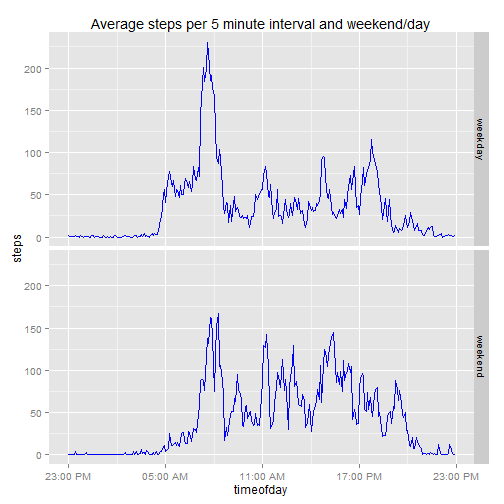 Average steps per 5 minute interval and weekend/day
200
150
100
50
0
weekday
steps
200
150
100
50
0
weekend
23:00 PM 05:00 AM 11:00 AM 17:00 PM 23:00 PM
timeofday